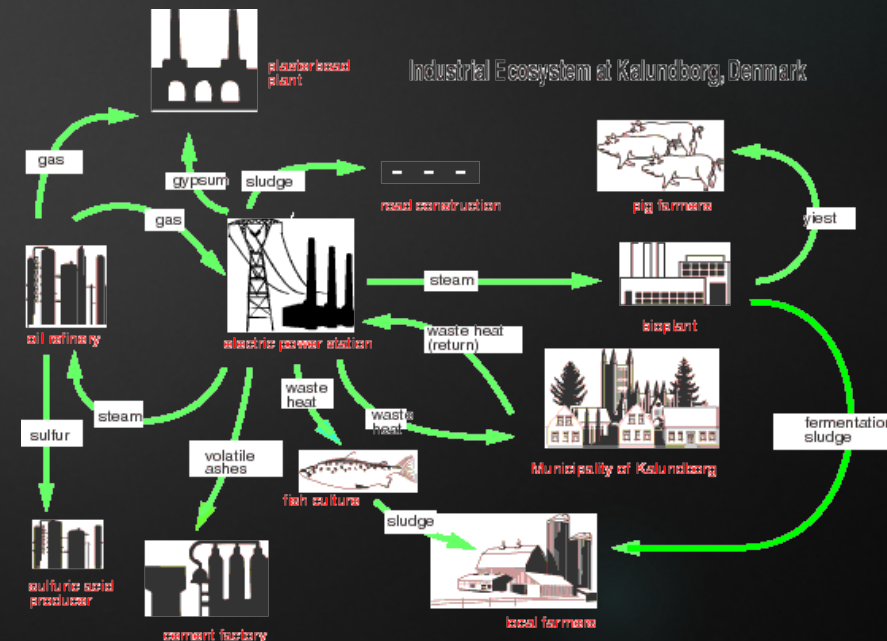 plasterboad
plant
Industrial Ecosystem at Kalundborg, Denmark
gas
gypsum
sludge
road construction
pig farmers
gas
yiest
steam
oil refinery
electric power station
bioplant
waste heat
(return)
waste
heat
steam
waste
heat
fermentation
sludge
sulfur
volatile
ashes
Municipality of Kalundborg
fish culture
sludge
sulfuric acid
producer
cement factory
local farmers